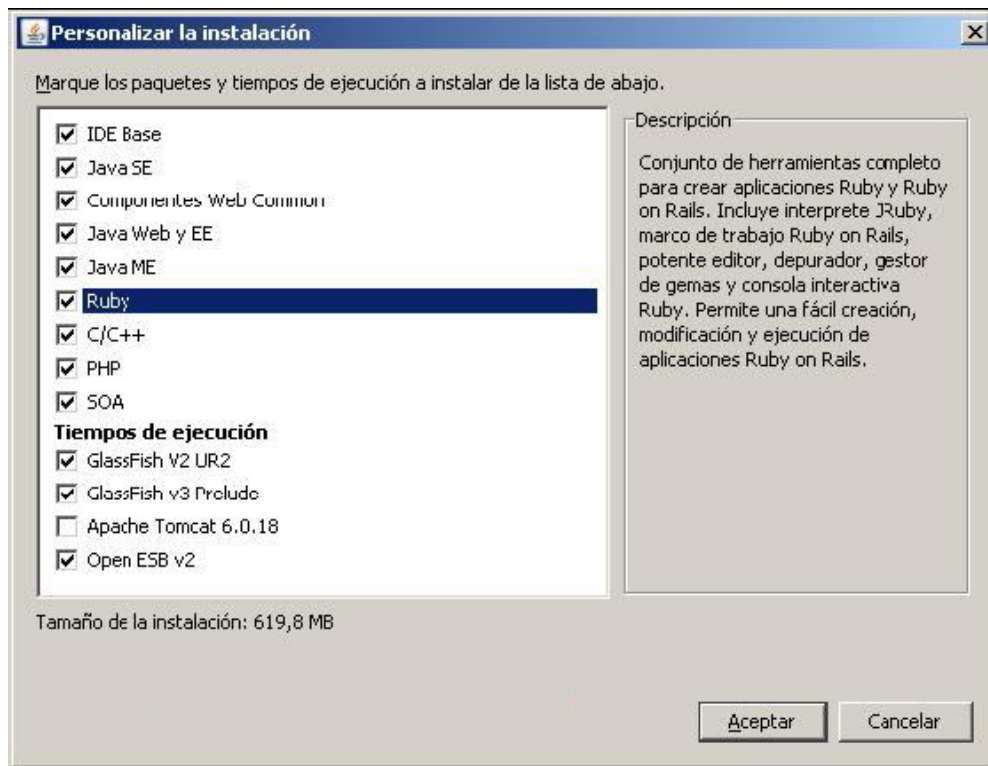 Personalizar la instalación
Marque los paquetes y tiempos de ejecución a instalar de la lista de abajo.
IDE Base
Java SE
Componentes Web Common
Java Web y EE
Java ME
Ruby
C/C++
PHP
SOA
Tiempos de ejecución
GlassFish V2 UR2
GlassFish v3 Prelude
Apache Tomcat 6.0.18
Open ESB v2
Descripción
Conjunto de herramientas completo
para crear aplicaciones Ruby y Ruby
on Rails. Incluye interprete JRuby,
marco de trabajo Ruby on Rails,
potente editor, depurador, gestor
de gemas y consola interactiva
Ruby. Permite una fácil creación,
modificación y ejecución de
aplicaciones Ruby on Rails.
Tamaño de la instalación: 619,8 MB
Aceptar
Cancelar